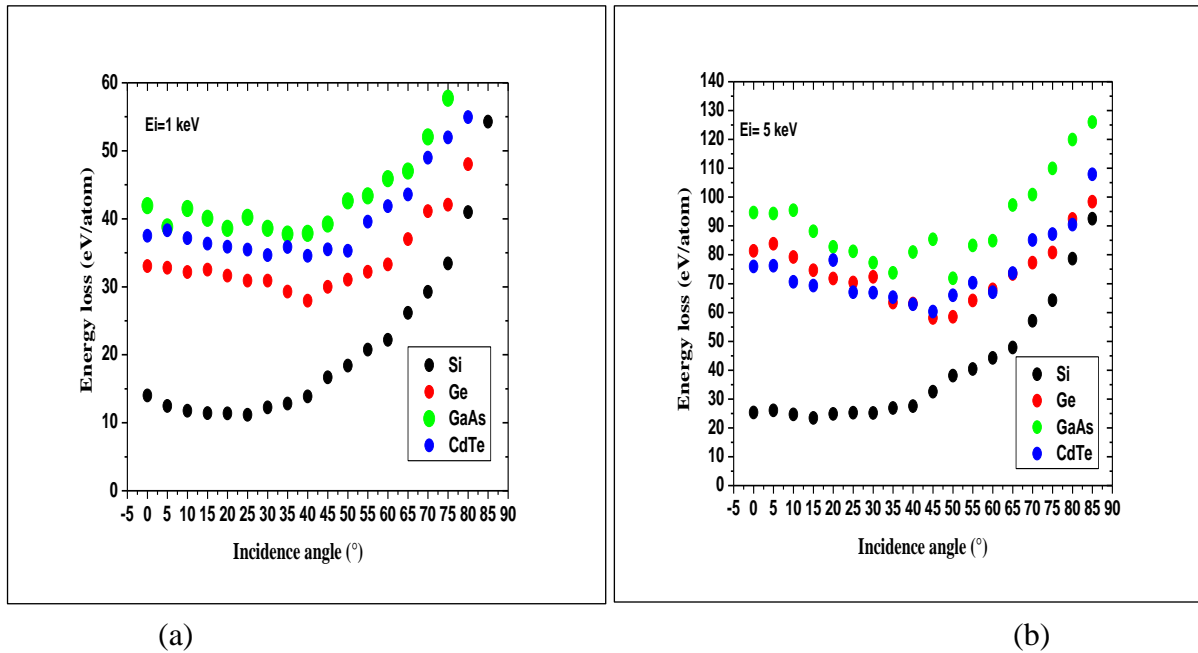 60
50
40
30
20
10
0
Energy loss (eV/atom)
Ei=1 keV
Si
Ge
GaAs
CdTe
-5 0 5 10 15 20 25 30 35 40 45 50 55 60 65 70 75 80 85 90
Incidence angle (°)
(a)
140
130
120
110
100
90
80
70
60
50
40
30
20
10
0
Energy loss (eV/atom)
Ei= 5 keV
Si
Ge
GaAs
CdTe
-5 0 5 10 15 20 25 30 35 40 45 50 55 60 65 70 75 80 85 90
Incidence angle (°)
(b)